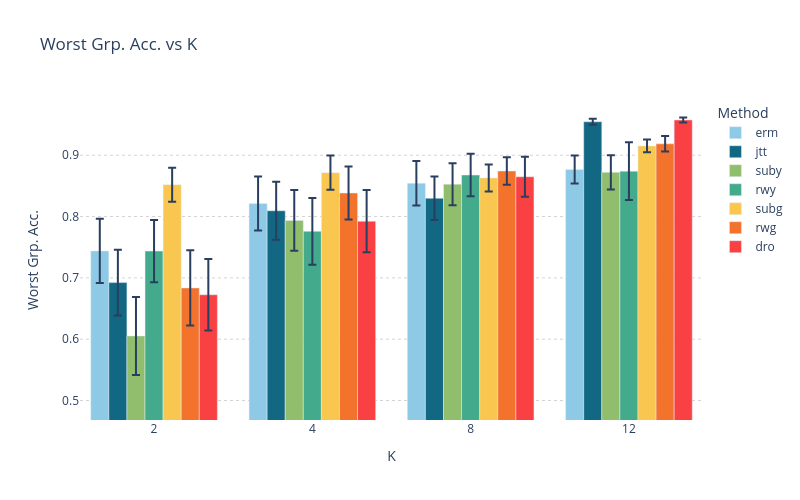 Worst Grp. Acc. vs K
Method
erm
jtt
suby
rwy
subg
rwg
dro
Worst Grp. Acc.
0.9
0.8
0.7
0.6
0.5
2
4
8
12
K